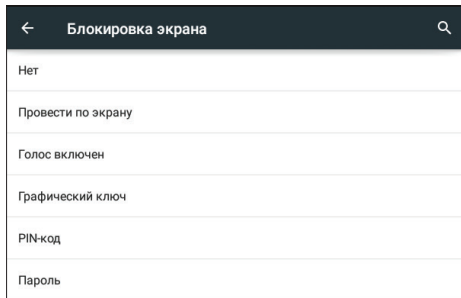 Блокировка экрана
Нет
Провести по экрану
Голос включен
Графический ключ
PIN-код
Пароль